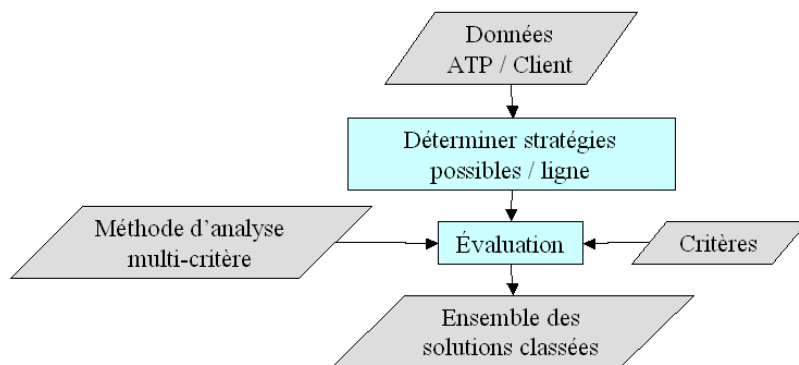 Données
ATP / Client
Déterminer stratégies
possibles / ligne
Méthode d'analyse
multi-critère
Évaluation
Critères
Ensemble des
solutions classées